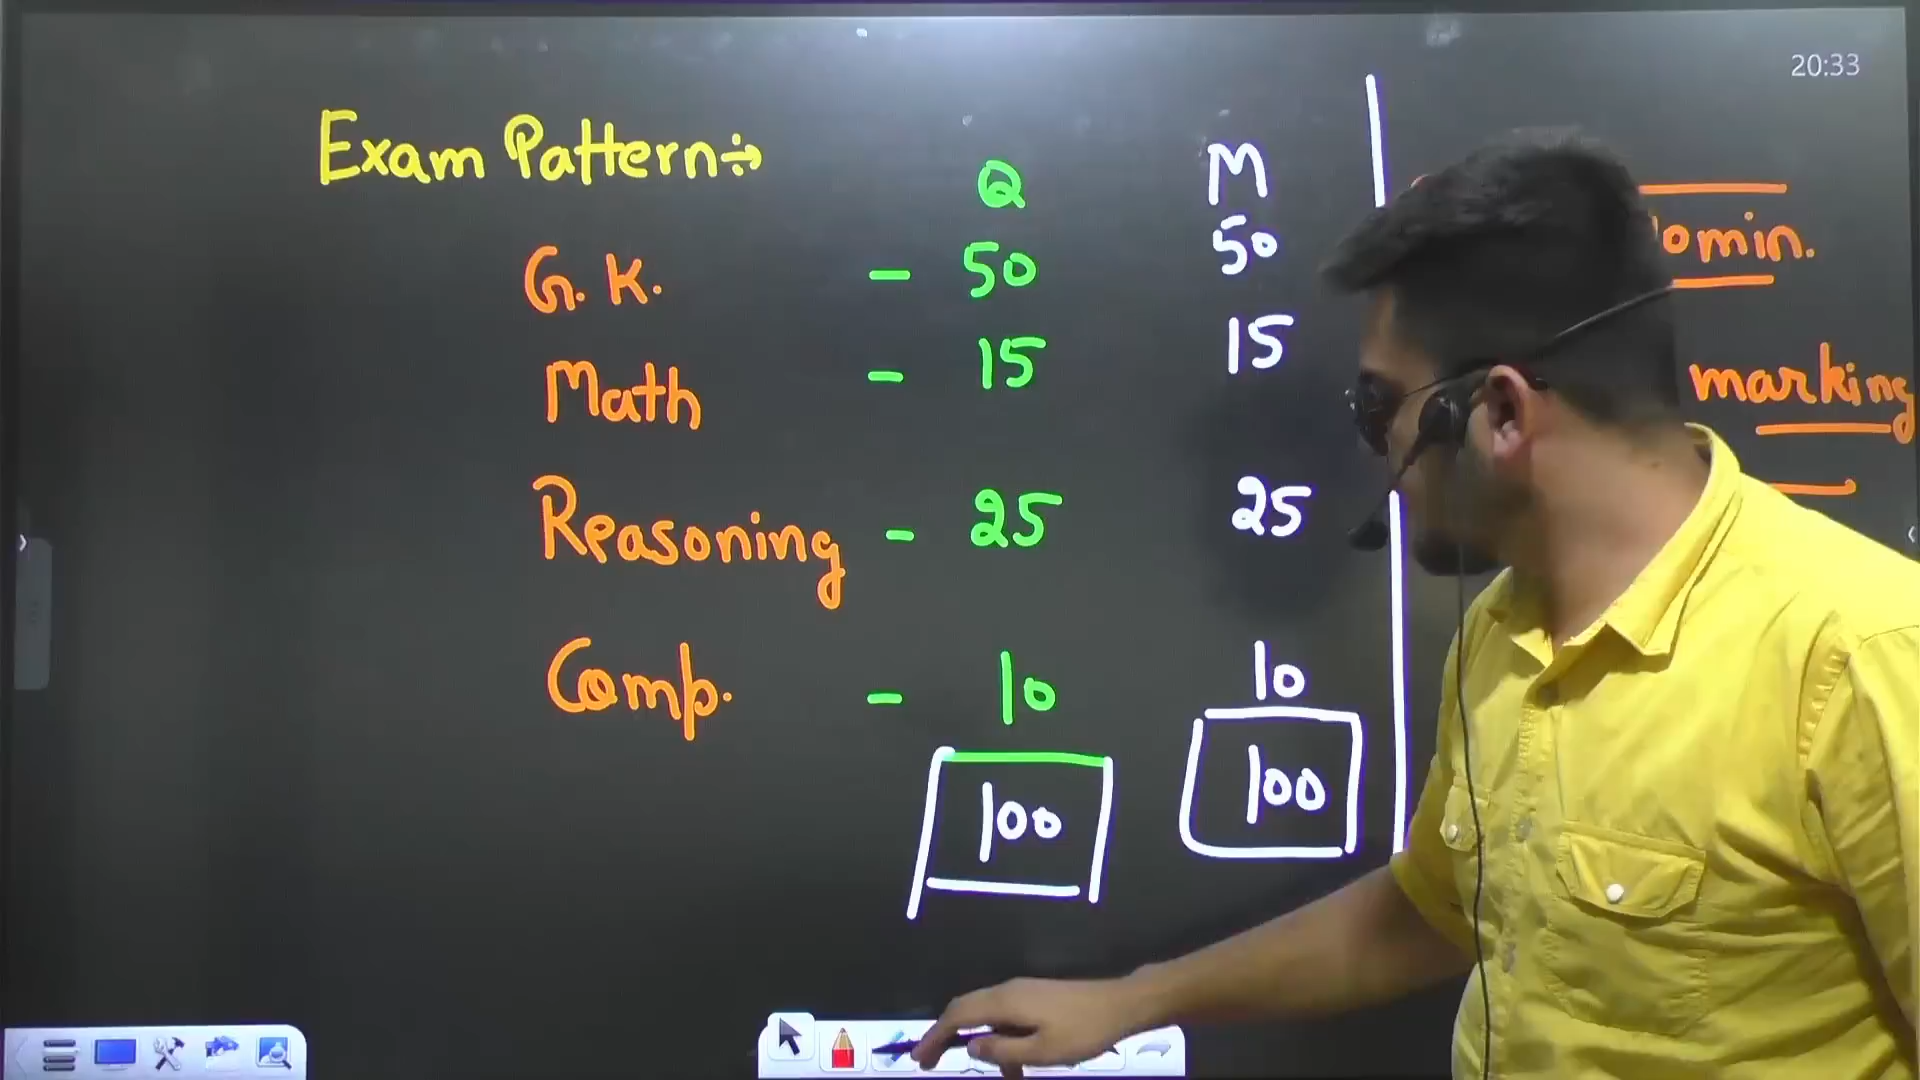 20:33
Exam Pattern:→
Q M
G.K. - 50 50
Math - 15 15
Reasoning - 25 25
Comp. - 10 10
100 100
min.
marking